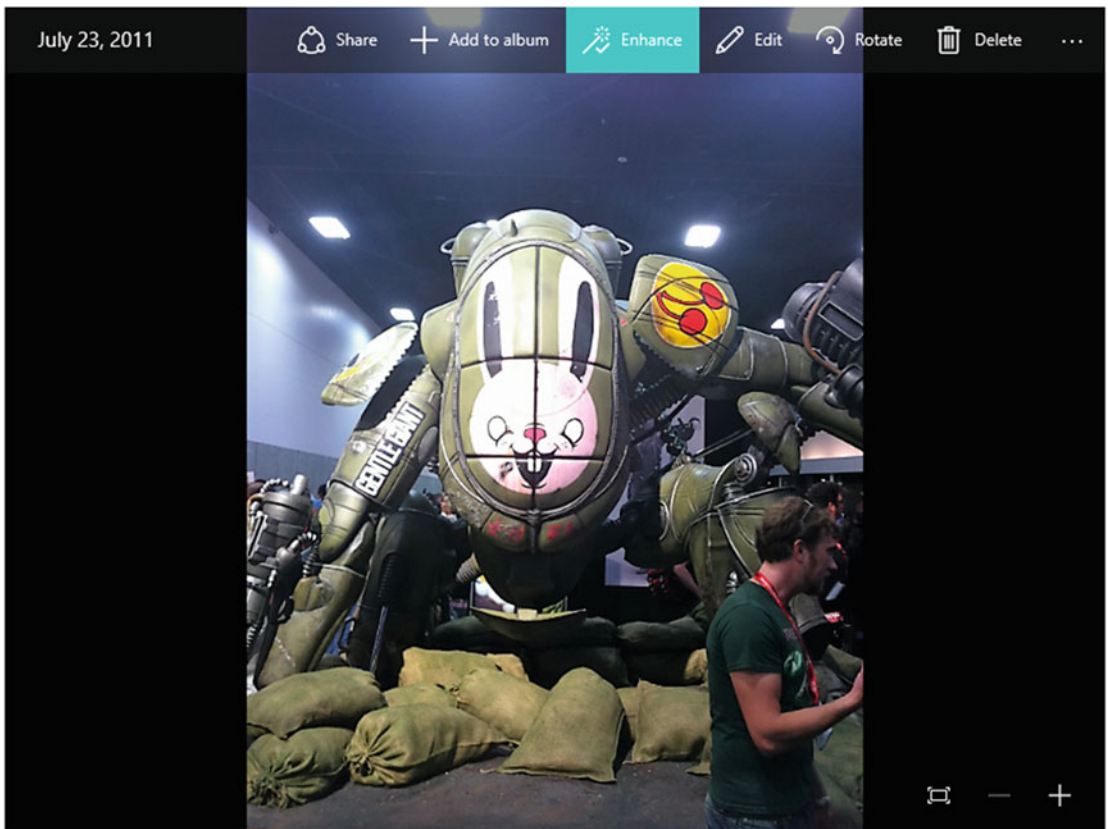 July 23, 2011
Share
Add to album
Enhance
Edit
Rotate
Delete
GENTLE GIANT